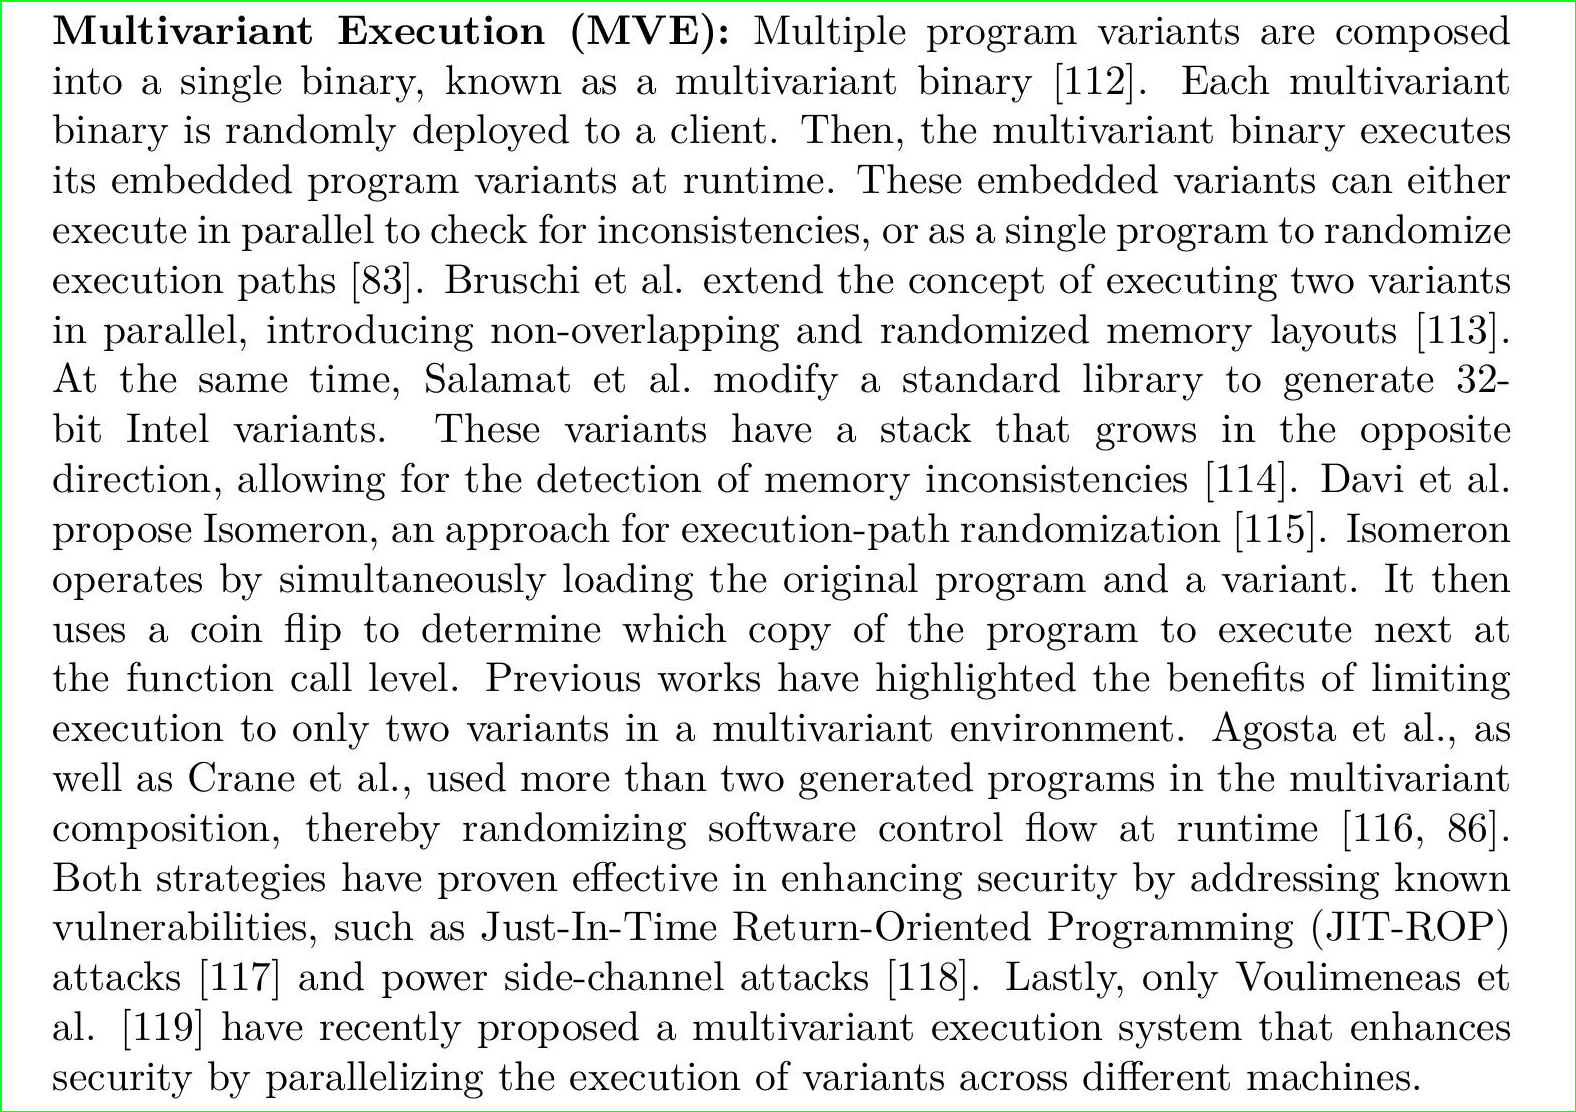 Multivariant Execution (MVE): Multiple program variants are composed
into a single binary, known as a multivariant binary [112]. Each multivariant
binary is randomly deployed to a client. Then, the multivariant binary executes
its embedded program variants at runtime. These embedded variants can either
execute in parallel to check for inconsistencies, or as a single program to randomize
execution paths [83]. Bruschi et al. extend the concept of executing two variants
in parallel, introducing non-overlapping and randomized memory layouts [113].
At the same time, Salamat et al. modify a standard library to generate 32-
bit Intel variants. These variants have a stack that grows in the opposite
direction, allowing for the detection of memory inconsistencies [114]. Davi et al.
propose Isomeron, an approach for execution-path randomization [115]. Isomeron
operates by simultaneously loading the original program and a variant. It then
uses a coin flip to determine which copy of the program to execute next at
the function call level. Previous works have highlighted the benefits of limiting
execution to only two variants in a multivariant environment. Agosta et al., as
well as Crane et al., used more than two generated programs in the multivariant
composition, thereby randomizing software control flow at runtime [116, 86].
Both strategies have proven effective in enhancing security by addressing known
vulnerabilities, such as Just-In-Time Return-Oriented Programming (JIT-ROP)
attacks [117] and power side-channel attacks [118]. Lastly, only Voulimeneas et
al. [119] have recently proposed a multivariant execution system that enhances
security by parallelizing the execution of variants across different machines.